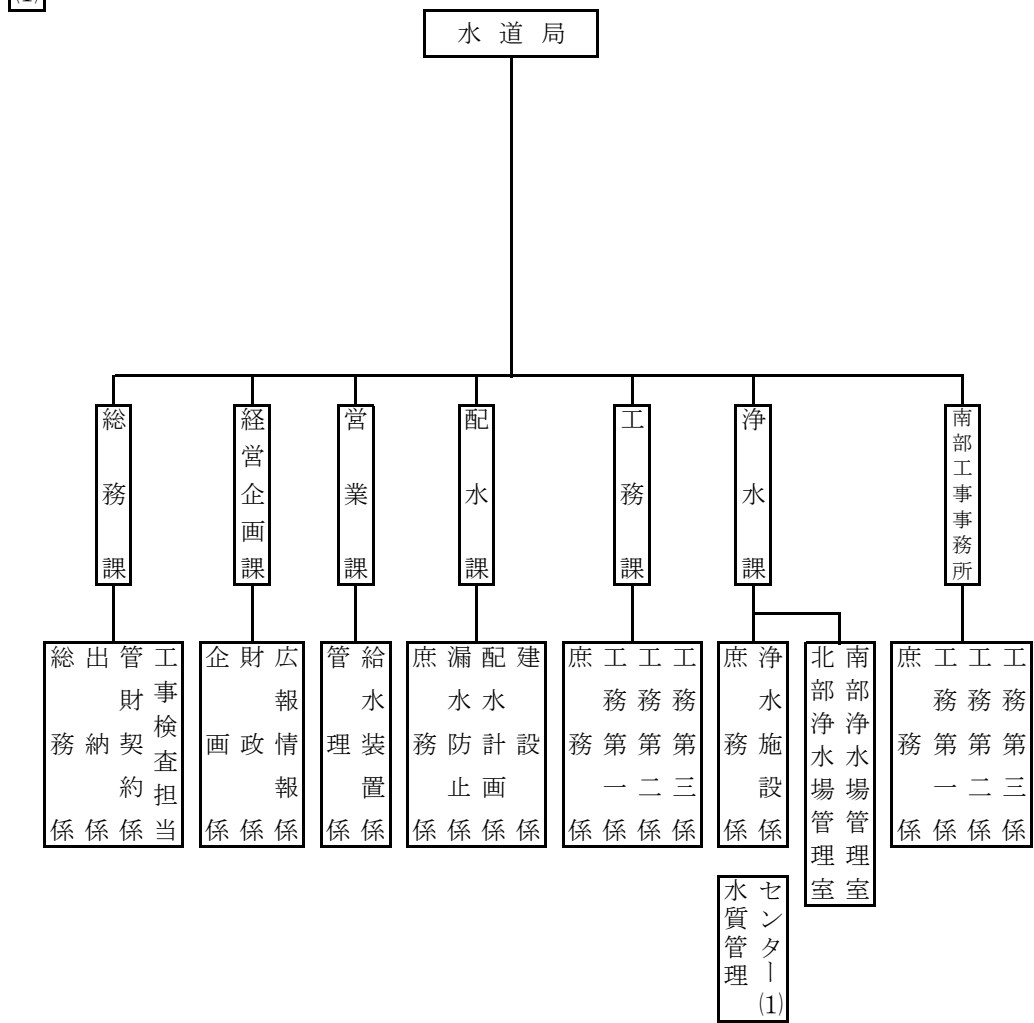 (1)
水道局
総務課
経営企画課
営業課
配水課
工務課
浄水課
南部工事事務所
総務係
出納係
管財契約係
工事検査担当
企画係
財政係
広報情報係
管理係
給水装置係
庶務係
漏水防止係
配水計画係
建設係
庶務係
工務第一係
工務第二係
工務第三係
庶務係
浄水施設係
北部浄水場管理室
南部浄水場管理室
庶務係
工務第一係
工務第二係
工務第三係
水質管理
センター(1)